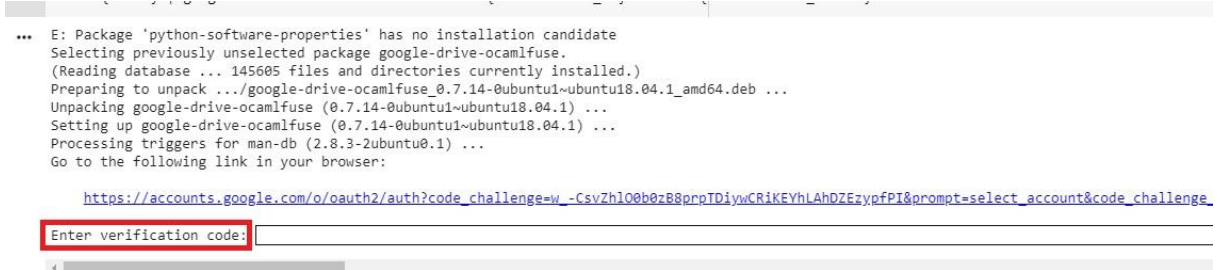 E: Package 'python-software-properties' has no installation candidate
Selecting previously unselected package google-drive-ocamlfuse.
(Reading database ... 145605 files and directories currently installed.)
Preparing to unpack .../google-drive-ocamlfuse_0.7.14-0ubuntu1~ubuntu18.04.1_amd64.deb ...
Unpacking google-drive-ocamlfuse (0.7.14-0ubuntu1~ubuntu18.04.1) ...
Setting up google-drive-ocamlfuse (0.7.14-0ubuntu1~ubuntu18.04.1) ...
Processing triggers for man-db (2.8.3-2ubuntu0.1) ...
Go to the following link in your browser:
https://accounts.google.com/o/oauth2/auth?code_challenge=w_-CsvZhlO0b0zB8prpTDiywCRiKEYhLAhDZEzypfPI&prompt=select_account&code_challenge_
Enter verification code: